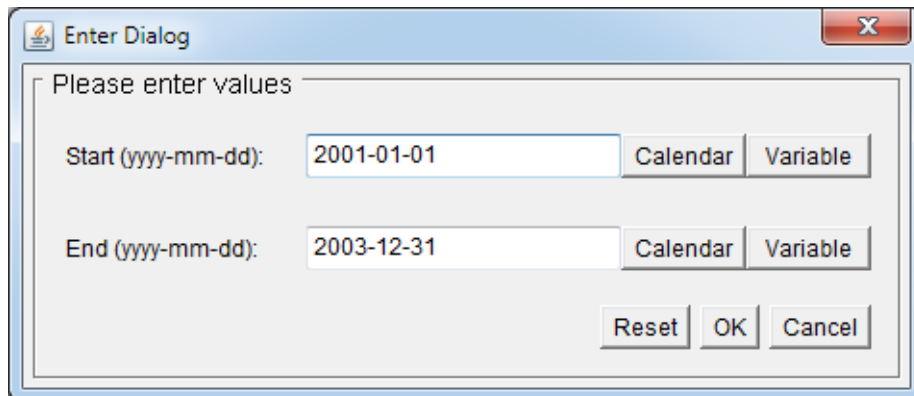 Enter Dialog
Please enter values
Start (yyyy-mm-dd): 2001-01-01 Calendar Variable
End (yyyy-mm-dd): 2003-12-31 Calendar Variable
Reset OK Cancel